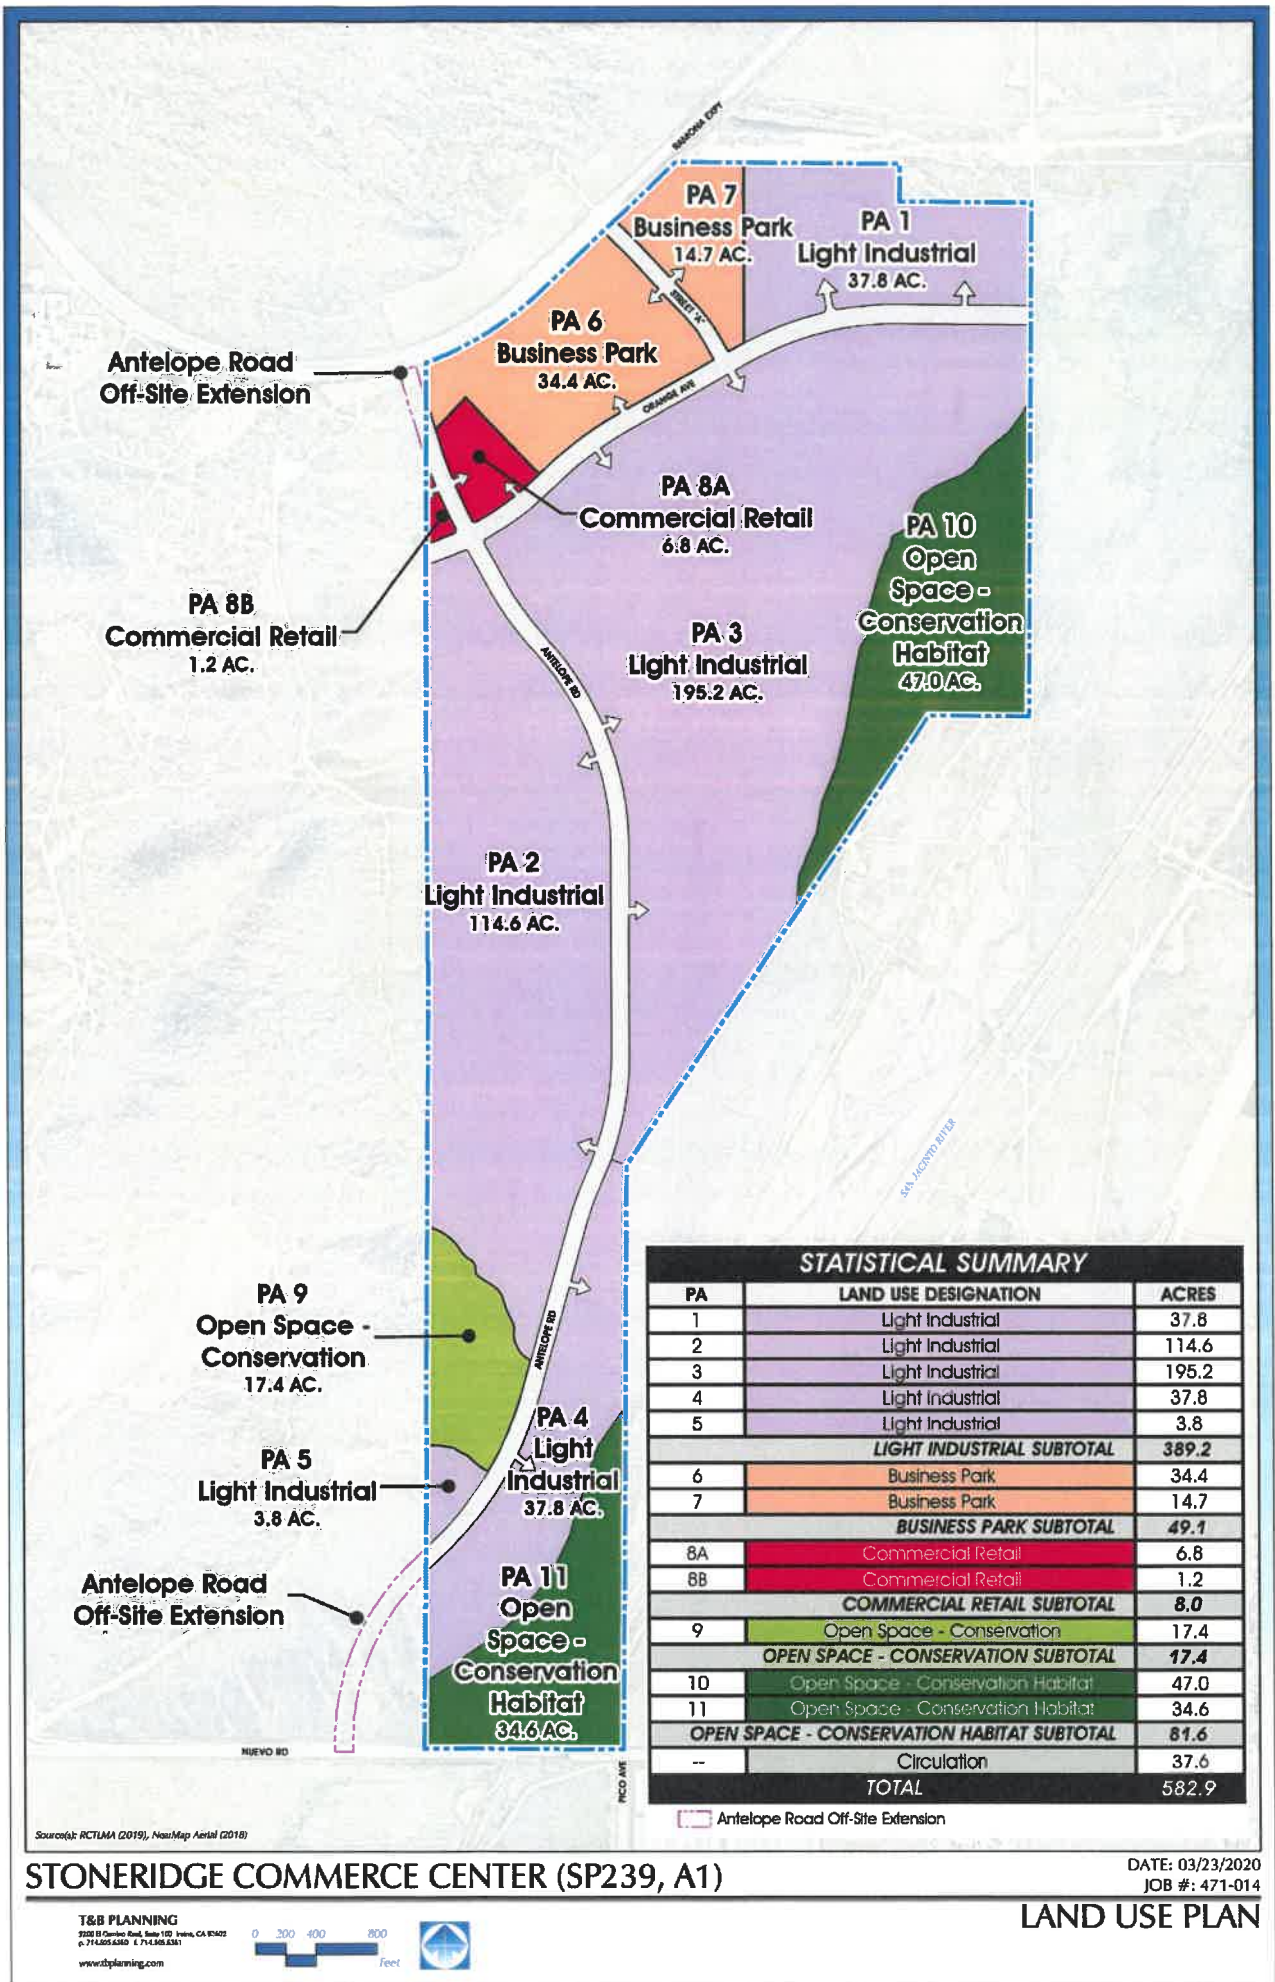 RAMONA EXPY
PA 7
Business Park
14.7 AC.
PA 1
Light Industrial
37.8 AC.
STREET "A"
PA 6
Business Park
34.4 AC.
ORANGE AVE
Antelope Road
Off-Site Extension
PA 8A
Commercial Retail
6.8 AC.
PA 10
Open
Space -
Conservation
Habitat
47.0 AC.
PA 8B
Commercial Retail
1.2 AC.
PA 3
Light Industrial
195.2 AC.
ANTELOPE RD
PA 2
Light Industrial
114.6 AC.
SAN JACINTO RIVER
PA 9
Open Space -
Conservation
17.4 AC.
ANTELOPE RD
PA 4
Light
Industrial
37.8 AC.
PA 5
Light Industrial
3.8 AC.
Antelope Road
Off-Site Extension
PA 11
Open
Space -
Conservation
Habitat
34.6 AC.
NUEVO RD
PICO AVE
STATISTICAL SUMMARY
PA LAND USE DESIGNATION ACRES
1 Light Industrial 37.8
2 Light Industrial 114.6
3 Light Industrial 195.2
4 Light Industrial 37.8
5 Light Industrial 3.8
LIGHT INDUSTRIAL SUBTOTAL 389.2
6 Business Park 34.4
7 Business Park 14.7
BUSINESS PARK SUBTOTAL 49.1
8A Commercial Retail 6.8
8B Commercial Retail 1.2
COMMERCIAL RETAIL SUBTOTAL 8.0
9 Open Space - Conservation 17.4
OPEN SPACE - CONSERVATION SUBTOTAL 17.4
10 Open Space - Conservation Habitat 47.0
11 Open Space - Conservation Habitat 34.6
OPEN SPACE - CONSERVATION HABITAT SUBTOTAL 81.6
-- Circulation 37.6
TOTAL 582.9
Antelope Road Off-Site Extension
Source(s): RCTLMA (2019), NearMap Aerial (2018)
STONERIDGE COMMERCE CENTER (SP239, A1)
DATE: 03/23/2020
JOB #: 471-014
LAND USE PLAN
T&B PLANNING
Suite 100 Irvine, CA
www.tbplanning.com
0 200 400 800
Feet